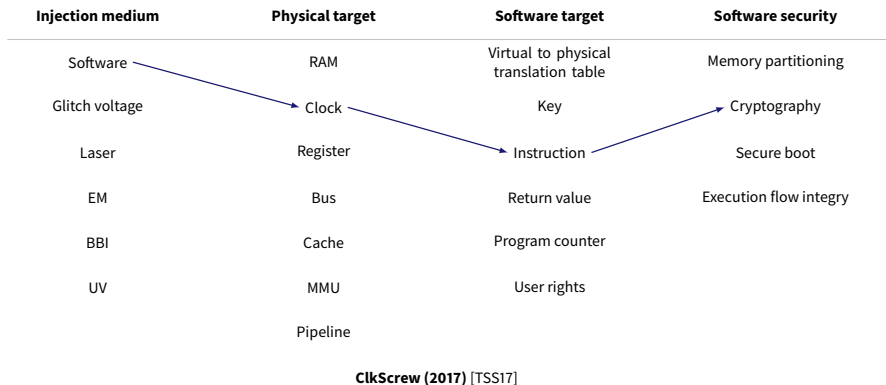 Injection medium Physical target Software target Software security
Software RAM Virtual to physical
translation table Memory partitioning
Glitch voltage Clock Key Cryptography
Laser Register Instruction Secure boot
EM Bus Return value Execution flow integry
BBI Cache Program counter
UV MMU User rights
Pipeline
ClkScrew (2017) [TSS17]